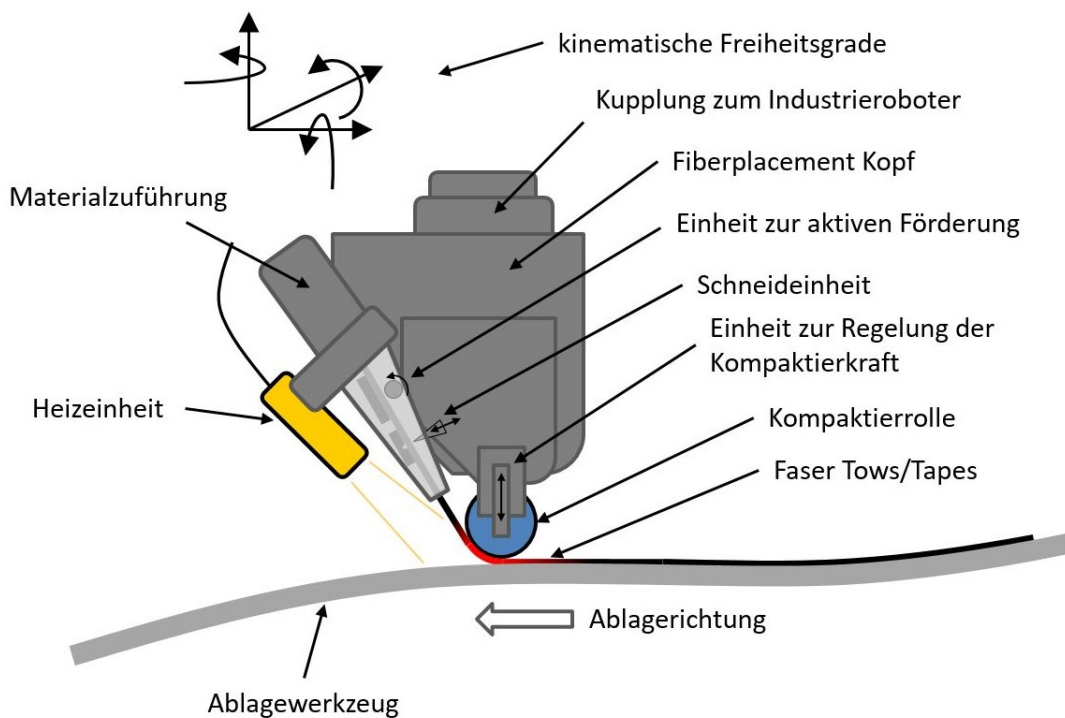 kinematische Freiheitsgrade
Kupplung zum Industrieroboter
Fiberplacement Kopf
Materialzuführung
Einheit zur aktiven Förderung
Schneideinheit
Einheit zur Regelung der
Kompaktierkraft
Heizeinheit
Kompaktierrolle
Faser Tows/Tapes
Ablagerichtung
Ablagewerkzeug